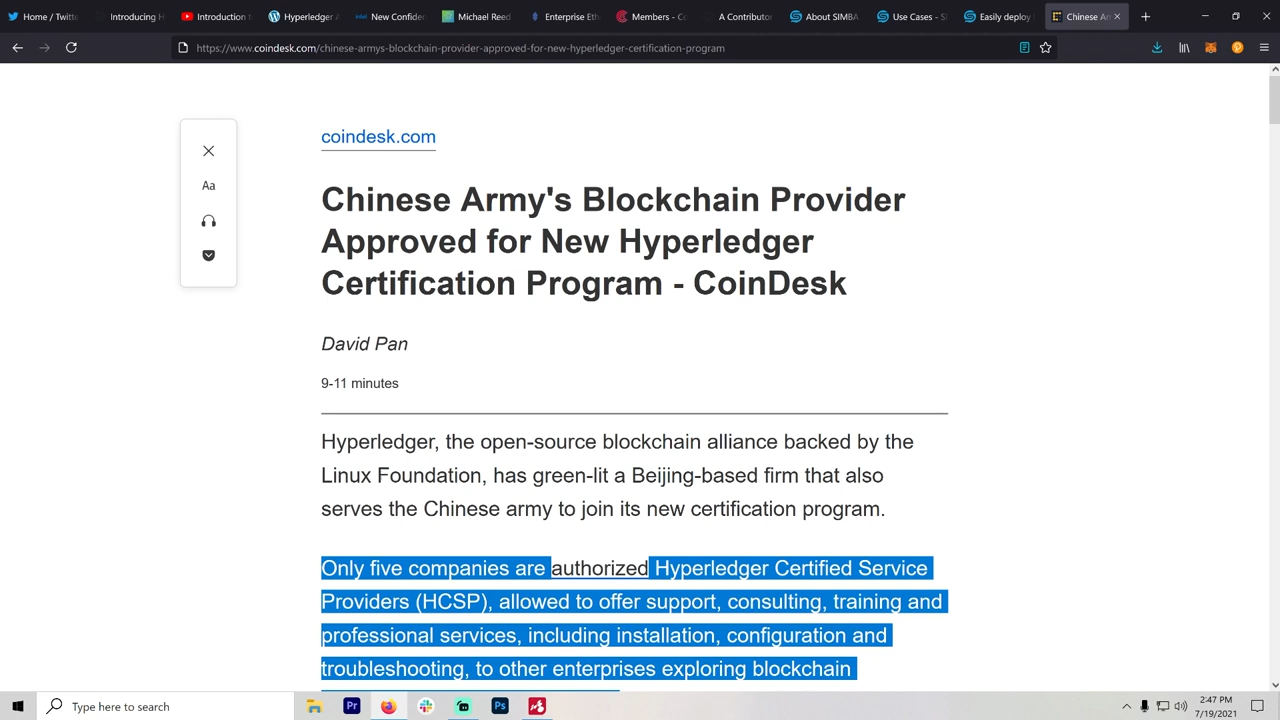 Home / Twitte
Introducing H
Introduction t
Hyperledger A
New Confiden
Michael Reed
Enterprise Eth
Members - Co
A Contributor
About SIMBA
Use Cases - SI
Easily deploy
Chinese Ar
https://www.coindesk.com/chinese-armys-blockchain-provider-approved-for-new-hyperledger-certification-program
coindesk.com
Aa
Chinese Army's Blockchain Provider
Approved for New Hyperledger
Certification Program - CoinDesk
David Pan
9-11 minutes
Hyperledger, the open-source blockchain alliance backed by the
Linux Foundation, has green-lit a Beijing-based firm that also
serves the Chinese army to join its new certification program.
Only five companies are authorized Hyperledger Certified Service
Providers (HCSP), allowed to offer support, consulting, training and
professional services, including installation, configuration and
troubleshooting, to other enterprises exploring blockchain
Type here to search
Pr
Ps
2:47 PM
7/19/2021